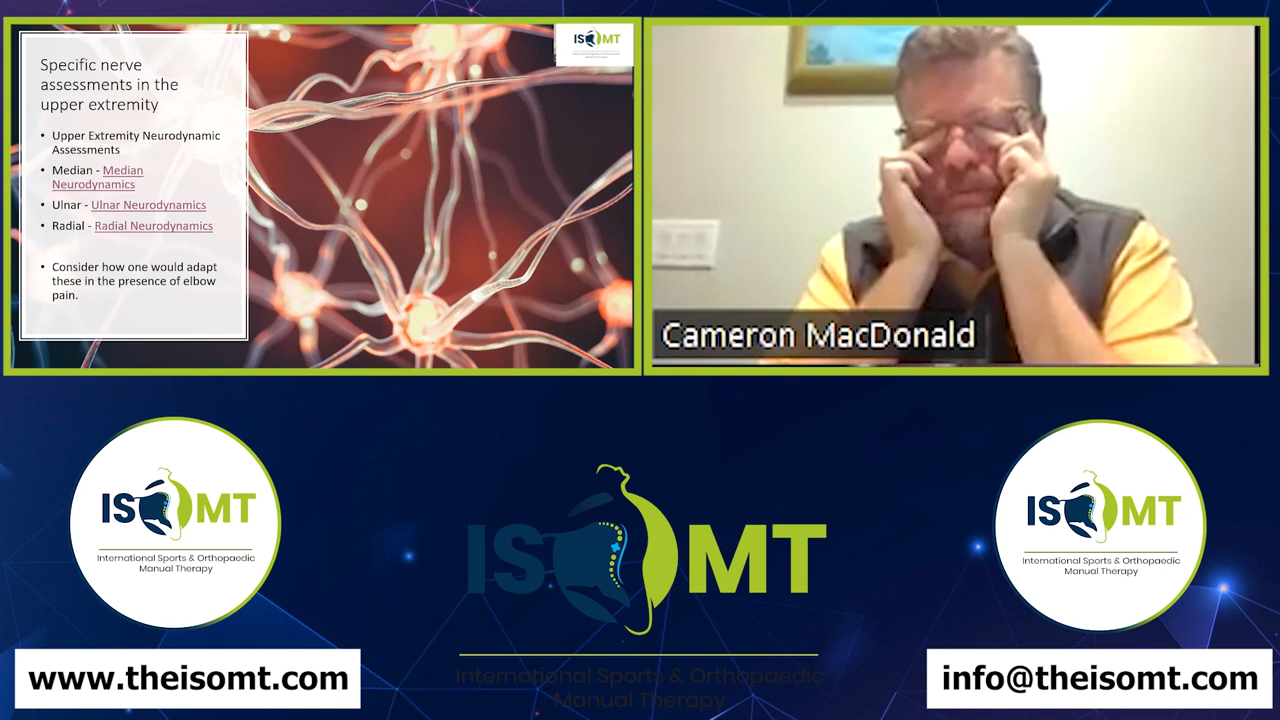 Specific nerve
assessments in the
upper extremity
• Upper Extremity Neurodynamic
Assessments
• Median - Median
Neurodynamics
• Ulnar - Ulnar Neurodynamics
• Radial - Radial Neurodynamics
• Consider how one would adapt
these in the presence of elbow
pain.
ISOMT
Cameron MacDonald
ISOMT
International Sports & Orthopaedic
Manual Therapy
ISOMT
International Sports & Orthopaedic
Manual Therapy
ISOMT
International Sports & Orthopaedic
Manual Therapy
www.theisomt.com
info@theisomt.com